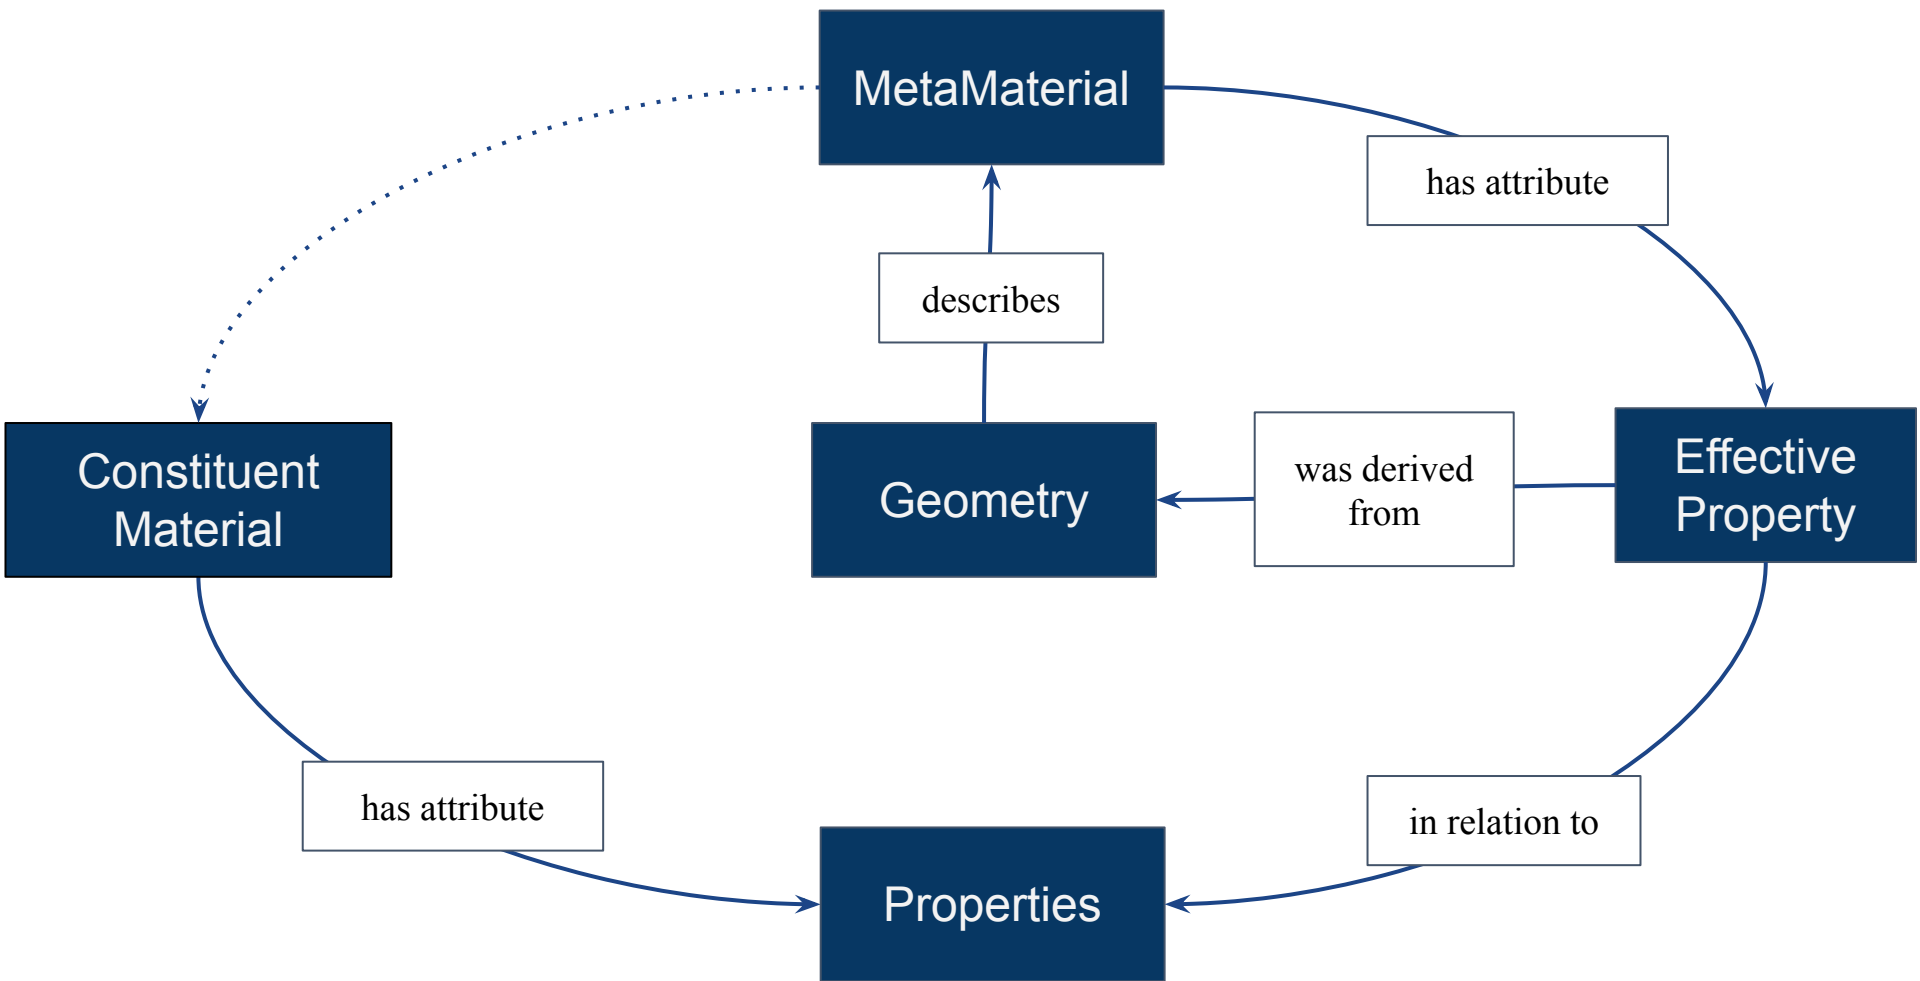 MetaMaterial
has attribute
describes
Constituent
Material
Geometry
was derived
from
Effective
Property
has attribute
in relation to
Properties